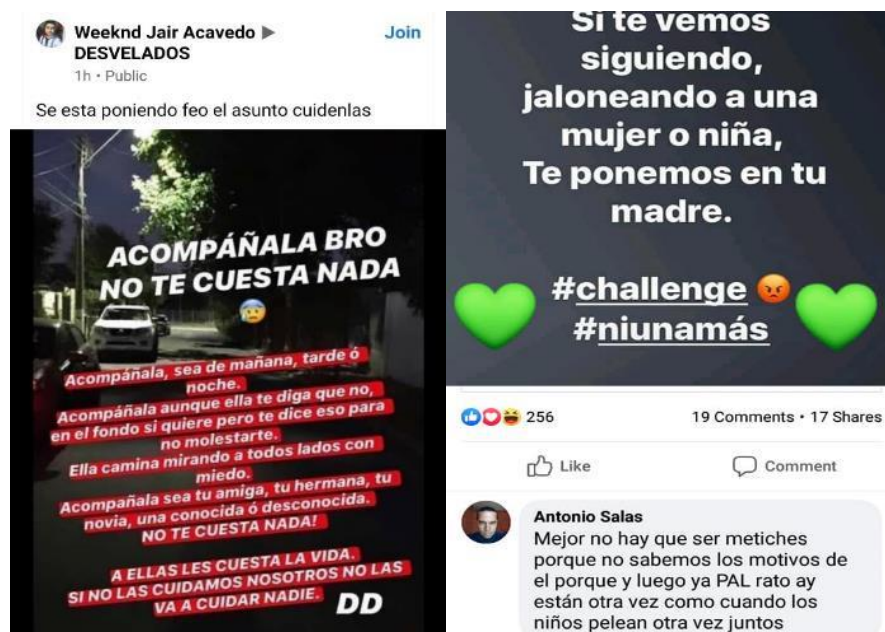 Weeknd Jair Acavedo ▶
DESVELADOS
Join
1h · Public
Se esta poniendo feo el asunto cuidenlas
ACOMPÁÑALA BRO
NO TE CUESTA NADA
Acompáñala, sea de mañana, tarde ó
noche.
Acompáñala aunque ella te diga que no,
en el fondo si quiere pero te dice eso para
no molestarte.
Ella camina mirando a todos lados con
miedo.
Acompáñala sea tu amiga, tu hermana, tu
novia, una conocida ó desconocida.
NO TE CUESTA NADA!
A ELLAS LES CUESTA LA VIDA.
SI NO LAS CUIDAMOS NOSOTROS NO LAS
VA A CUIDAR NADIE.
DD
Si te vemos
siguiendo,
jaloneando a una
mujer o niña,
Te ponemos en tu
madre.
#challenge 😡
#niunamás
256
19 Comments · 17 Shares
Like
Comment
Antonio Salas
Mejor no hay que ser metiches
porque no sabemos los motivos de
el porque y luego ya PAL rato ay
están otra vez como cuando los
niños pelean otra vez juntos